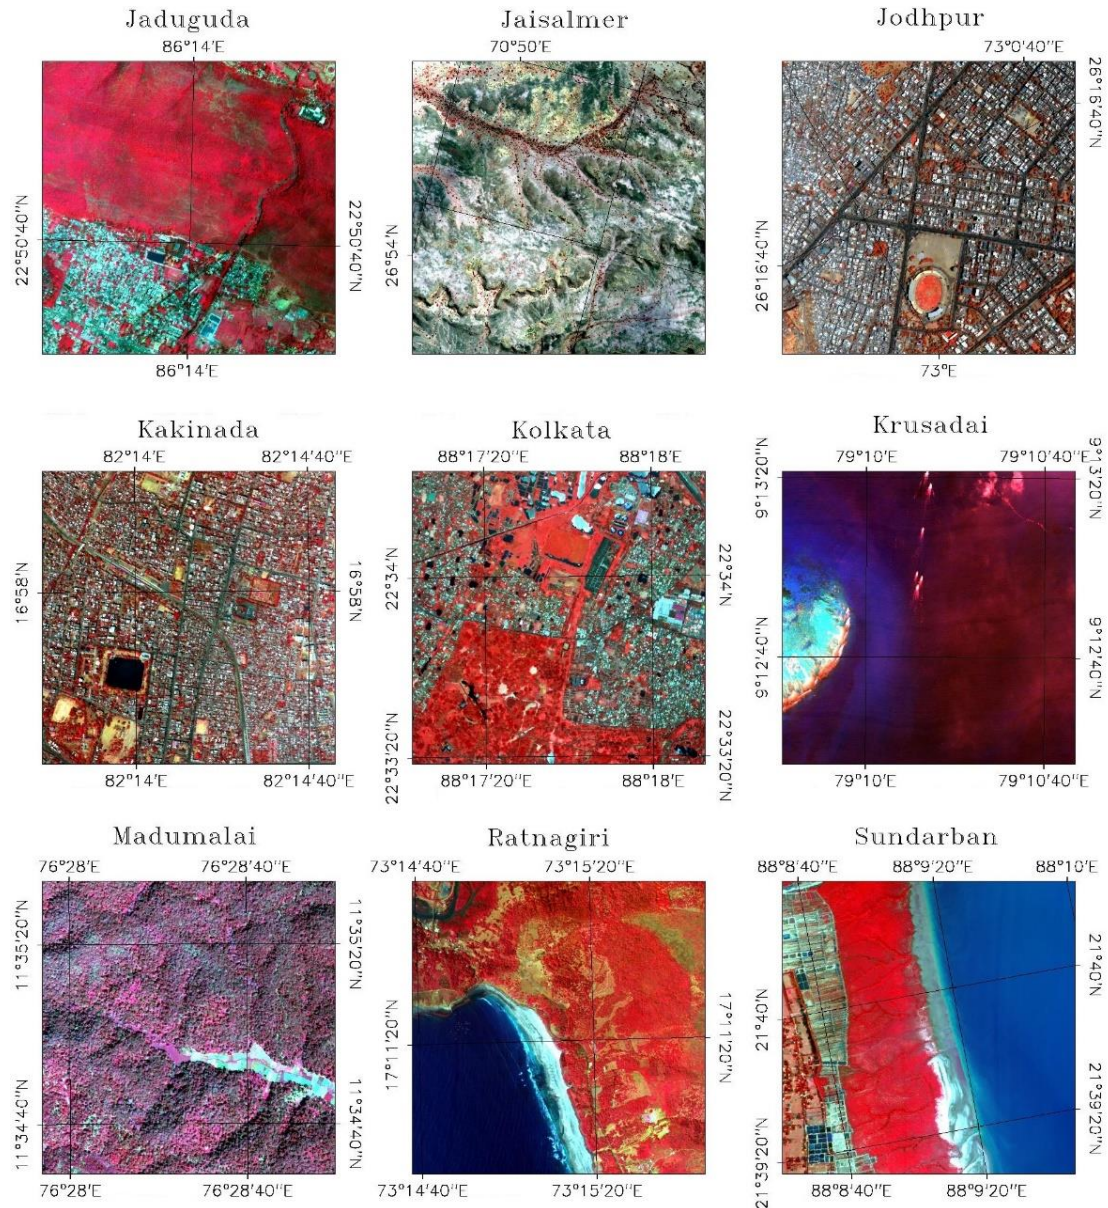 Jaduguda
86°14'E
22°50'40"N
22°50'40"N
86°14'E
Jaisalmer
70°50'E
26°54'N
Jodhpur
73°0'40"E
26°16'40"N
26°16'40"N
73°E
Kakinada
82°14'E 82°14'40"E
16°58'N
16°58'N
82°14'E 82°14'40"E
Kolkata
88°17'20"E 88°18'E
22°34'N
22°34'N
22°33'20"N
22°33'20"N
88°17'20"E 88°18'E
Krusadai
79°10'E 79°10'40"E
9°13'20"N
9°13'20"N
9°12'40"N
9°12'40"N
79°10'E 79°10'40"E
Madumalai
76°28'E 76°28'40"E
11°35'20"N
11°35'20"N
11°34'40"N
11°34'40"N
76°28'E 76°28'40"E
Ratnagiri
73°14'40"E 73°15'20"E
17°11'20"N
17°11'20"N
73°14'40"E 73°15'20"E
Sundarban
88°8'40"E 88°9'20"E 88°10'E
21°40'N
21°40'N
21°39'20"N
21°39'20"N
88°8'40"E 88°9'20"E